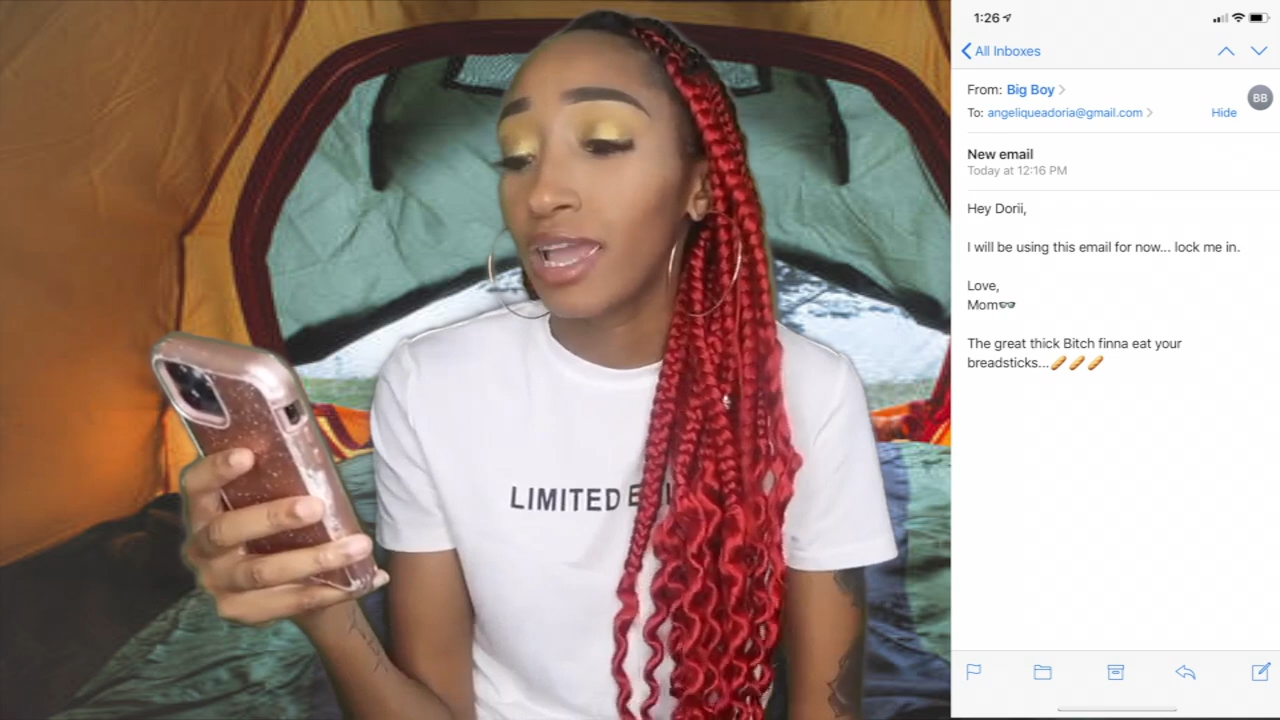 LIMITED E
1:26
All Inboxes
From: Big Boy
BB
To: angeliqueadoria@gmail.com
Hide
New email
Today at 12:16 PM
Hey Dorii,
I will be using this email for now... lock me in.
Love,
Mom🕶
The great thick Bitch finna eat your
breadsticks...🥖🥖🥖